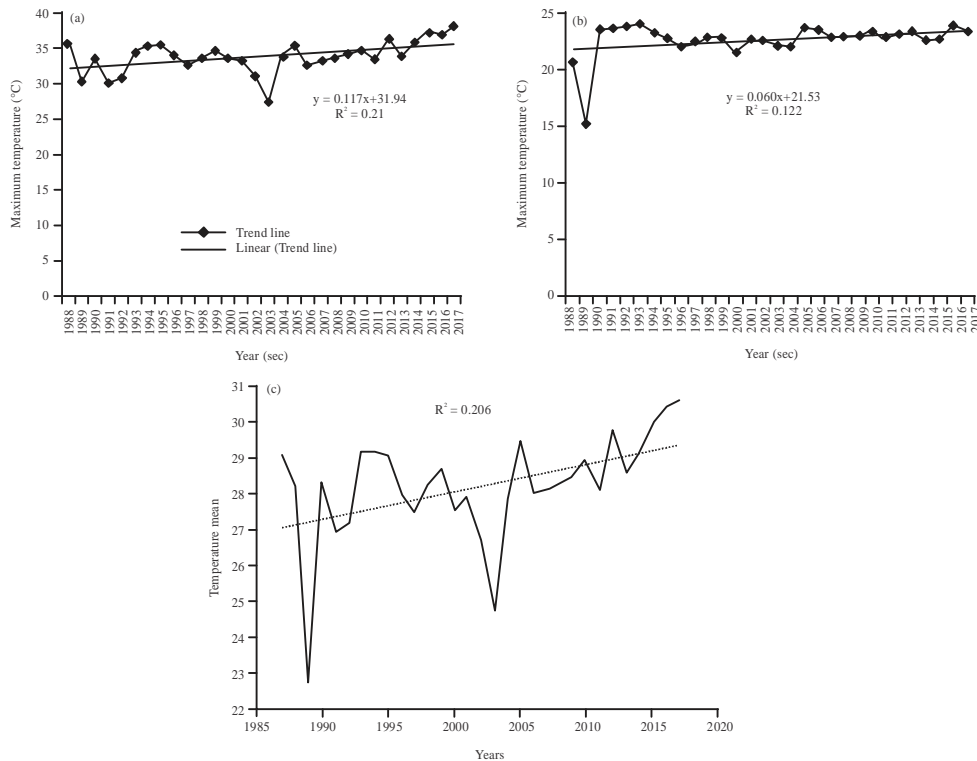 (a)
40
35
30
25
20
15
10
5
0
Maximum temperature (°C)
y = 0.117x+31.94
R² = 0.21
Trend line
Linear (Trend line)
1988 1989 1990 1991 1992 1993 1994 1995 1996 1997 1998 1999 2000 2001 2002 2003 2004 2005 2006 2007 2008 2009 2010 2011 2012 2013 2014 2015 2016 2017
Year (sec)
(b)
25
20
15
10
5
0
Maximum temperature (°C)
y = 0.060x+21.53
R² = 0.122
1988 1989 1990 1991 1992 1993 1994 1995 1996 1997 1998 1999 2000 2001 2002 2003 2004 2005 2006 2007 2008 2009 2010 2011 2012 2013 2014 2015 2016 2017
Year (sec)
(c)
31
30
29
28
27
26
25
24
23
22
Temperature mean
R² = 0.206
1985 1990 1995 2000 2005 2010 2015 2020
Years